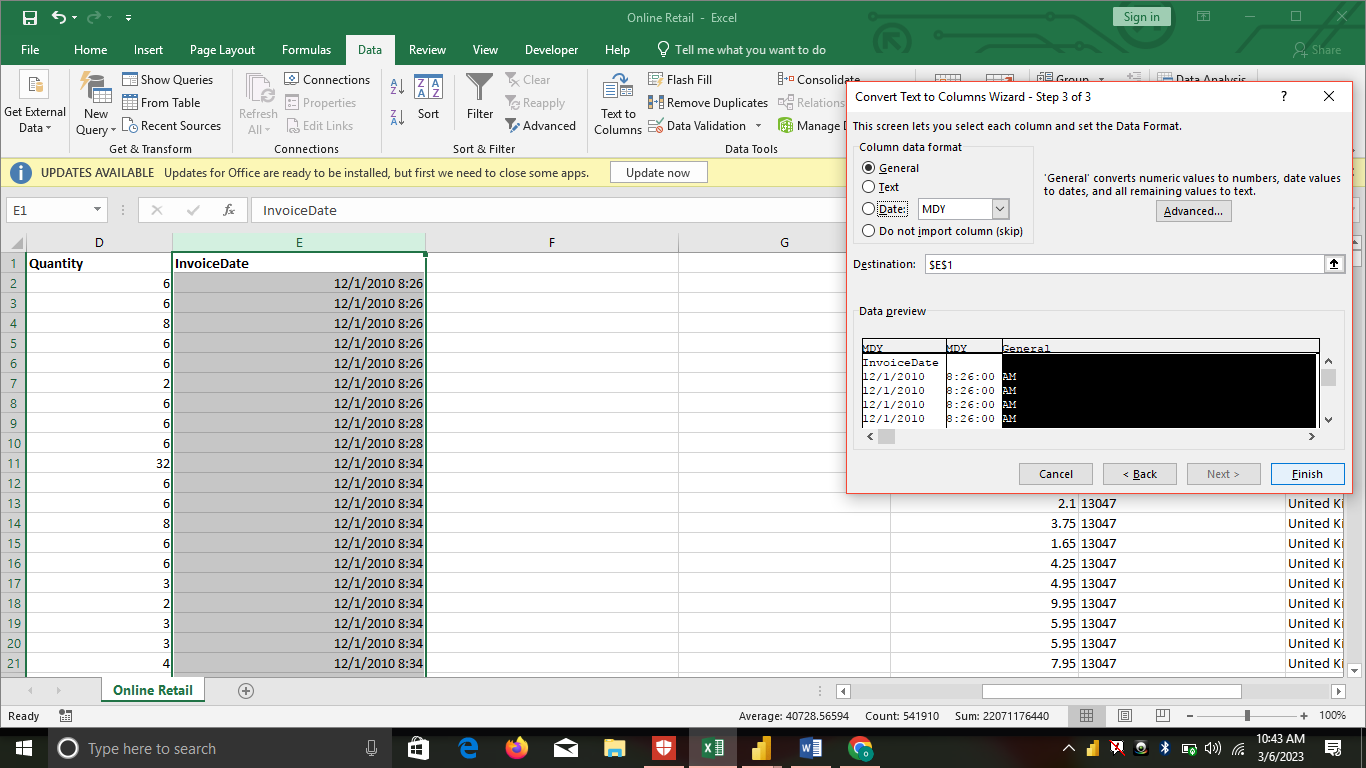 Online Retail - Excel
Sign in
File Home Insert Page Layout Formulas Data Review View Developer Help Tell me what you want to do Share
Get External Data
New Query
Show Queries
From Table
Recent Sources
Get & Transform
Refresh All
Connections
Properties
Edit Links
Connections
Sort
Filter
Clear
Reapply
Advanced
Sort & Filter
Text to Columns
Flash Fill
Remove Duplicates
Data Validation
Consolidate
Relations
Manage
Data Tools
Group
Data Analysis
UPDATES AVAILABLE Updates for Office are ready to be installed, but first we need to close some apps. Update now
E1 fx InvoiceDate
D E F G
1 Quantity InvoiceDate
2 6 12/1/2010 8:26
3 6 12/1/2010 8:26
4 8 12/1/2010 8:26
5 6 12/1/2010 8:26
6 6 12/1/2010 8:26
7 2 12/1/2010 8:26
8 6 12/1/2010 8:26
9 6 12/1/2010 8:28
10 6 12/1/2010 8:28
11 32 12/1/2010 8:34
12 6 12/1/2010 8:34
13 6 12/1/2010 8:34 2.1 13047 United Ki
14 8 12/1/2010 8:34 3.75 13047 United Ki
15 6 12/1/2010 8:34 1.65 13047 United Ki
16 6 12/1/2010 8:34 4.25 13047 United Ki
17 3 12/1/2010 8:34 4.95 13047 United Ki
18 2 12/1/2010 8:34 9.95 13047 United Ki
19 3 12/1/2010 8:34 5.95 13047 United Ki
20 3 12/1/2010 8:34 5.95 13047 United Ki
21 4 12/1/2010 8:34 7.95 13047 United Ki
Convert Text to Columns Wizard - Step 3 of 3 ?
This screen lets you select each column and set the Data Format.
Column data format
General
Text
Date: MDY
Do not import column (skip)
'General' converts numeric values to numbers, date values
to dates, and all remaining values to text.
Advanced...
Destination: $E$1
Data preview
MDY MDY General
InvoiceDate
12/1/2010 8:26:00 AM
12/1/2010 8:26:00 AM
12/1/2010 8:26:00 AM
12/1/2010 8:26:00 AM
Cancel < Back Next > Finish
Online Retail
Ready Average: 40728.56594 Count: 541910 Sum: 22071176440 100%
Type here to search
10:43 AM
3/6/2023